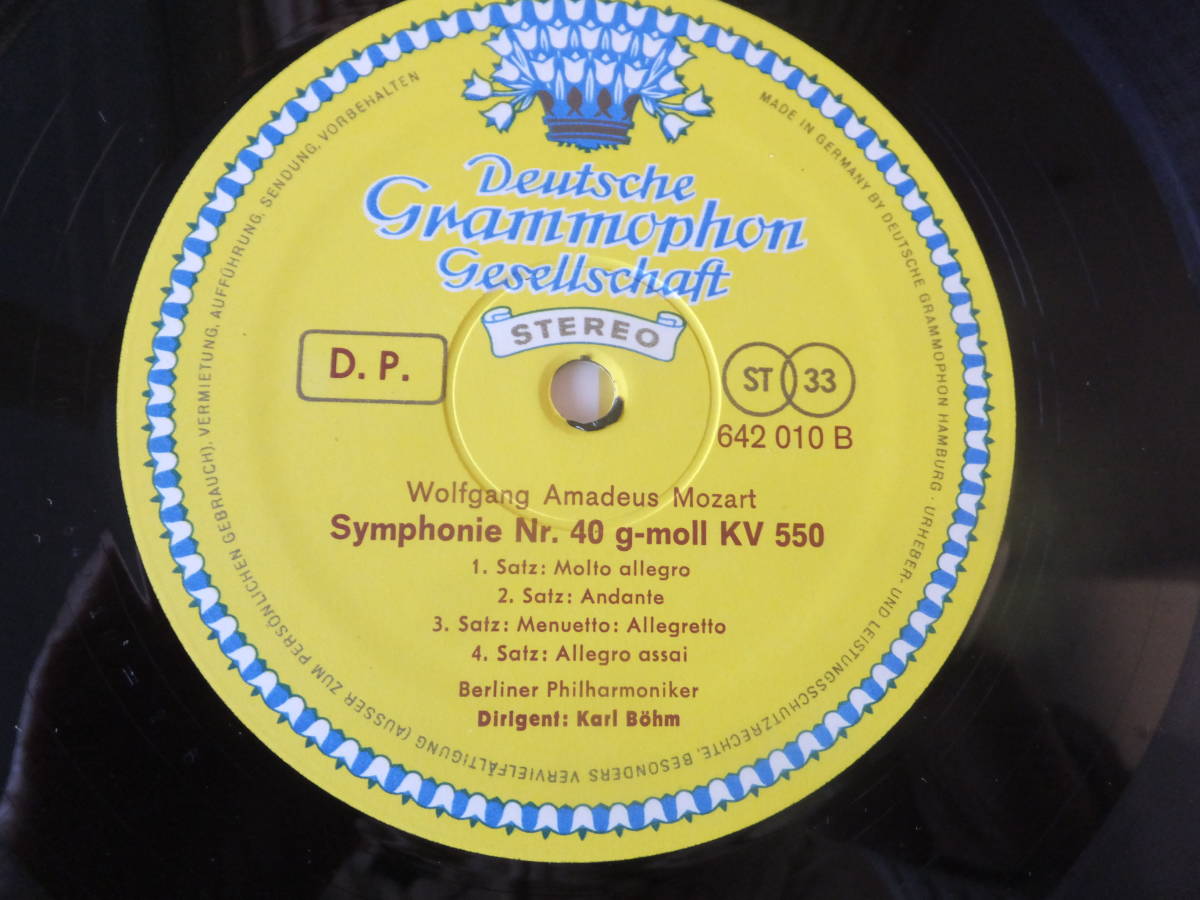 Deutsche
Grammophon
Gesellschaft
STEREO
D. P.
ST 33
642 010 B
Wolfgang Amadeus Mozart
Symphonie Nr. 40 g-moll KV 550
1. Satz: Molto allegro
2. Satz: Andante
3. Satz: Menuetto: Allegretto
4. Satz: Allegro assai
Berliner Philharmoniker
Dirigent: Karl Böhm
MADE IN GERMANY BY DEUTSCHE GRAMMOPHON HAMBURG · URHEBER- UND LEISTUNGSSCHUTZRECHTE, BESONDERS VERVIELFÄLTIGUNG (AUSSER ZUM PERSÖNLICHEN GEBRAUCH), VERMIETUNG, AUFFÜHRUNG, SENDUNG, VORBEHALTEN